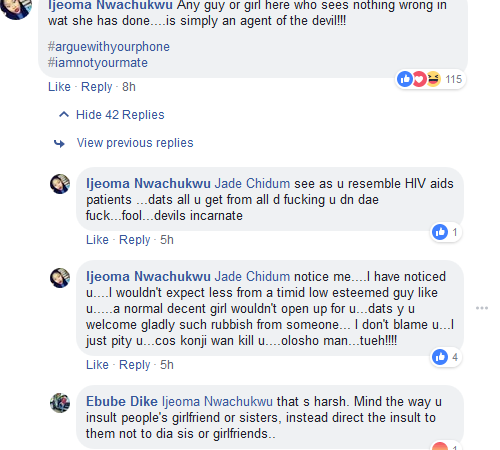 Ijeoma Nwachukwu Any guy or girl here who sees nothing wrong in
wat she has done....is simply an agent of the devil!!!
#arguewithyourphone
#iamnotyourmate
115
Like · Reply · 8h
Hide 42 Replies
View previous replies
Ijeoma Nwachukwu Jade Chidum see as u resemble HIV aids
patients ...dats all u get from all d fucking u dn dae
fuck...fool...devils incarnate
1
Like · Reply · 5h
Ijeoma Nwachukwu Jade Chidum notice me....I have noticed
u....I wouldn't expect less from a timid low esteemed guy like
u.....a normal decent girl wouldn't open up for u...dats y u
welcome gladly such rubbish from someone... I don't blame u...I
just pity u...cos konji wan kill u....olosho man...tueh!!!!
4
Like · Reply · 5h
Ebube Dike Ijeoma Nwachukwu that s harsh. Mind the way u
insult people's girlfriend or sisters, instead direct the insult to
them not to dia sis or girlfriends..
1